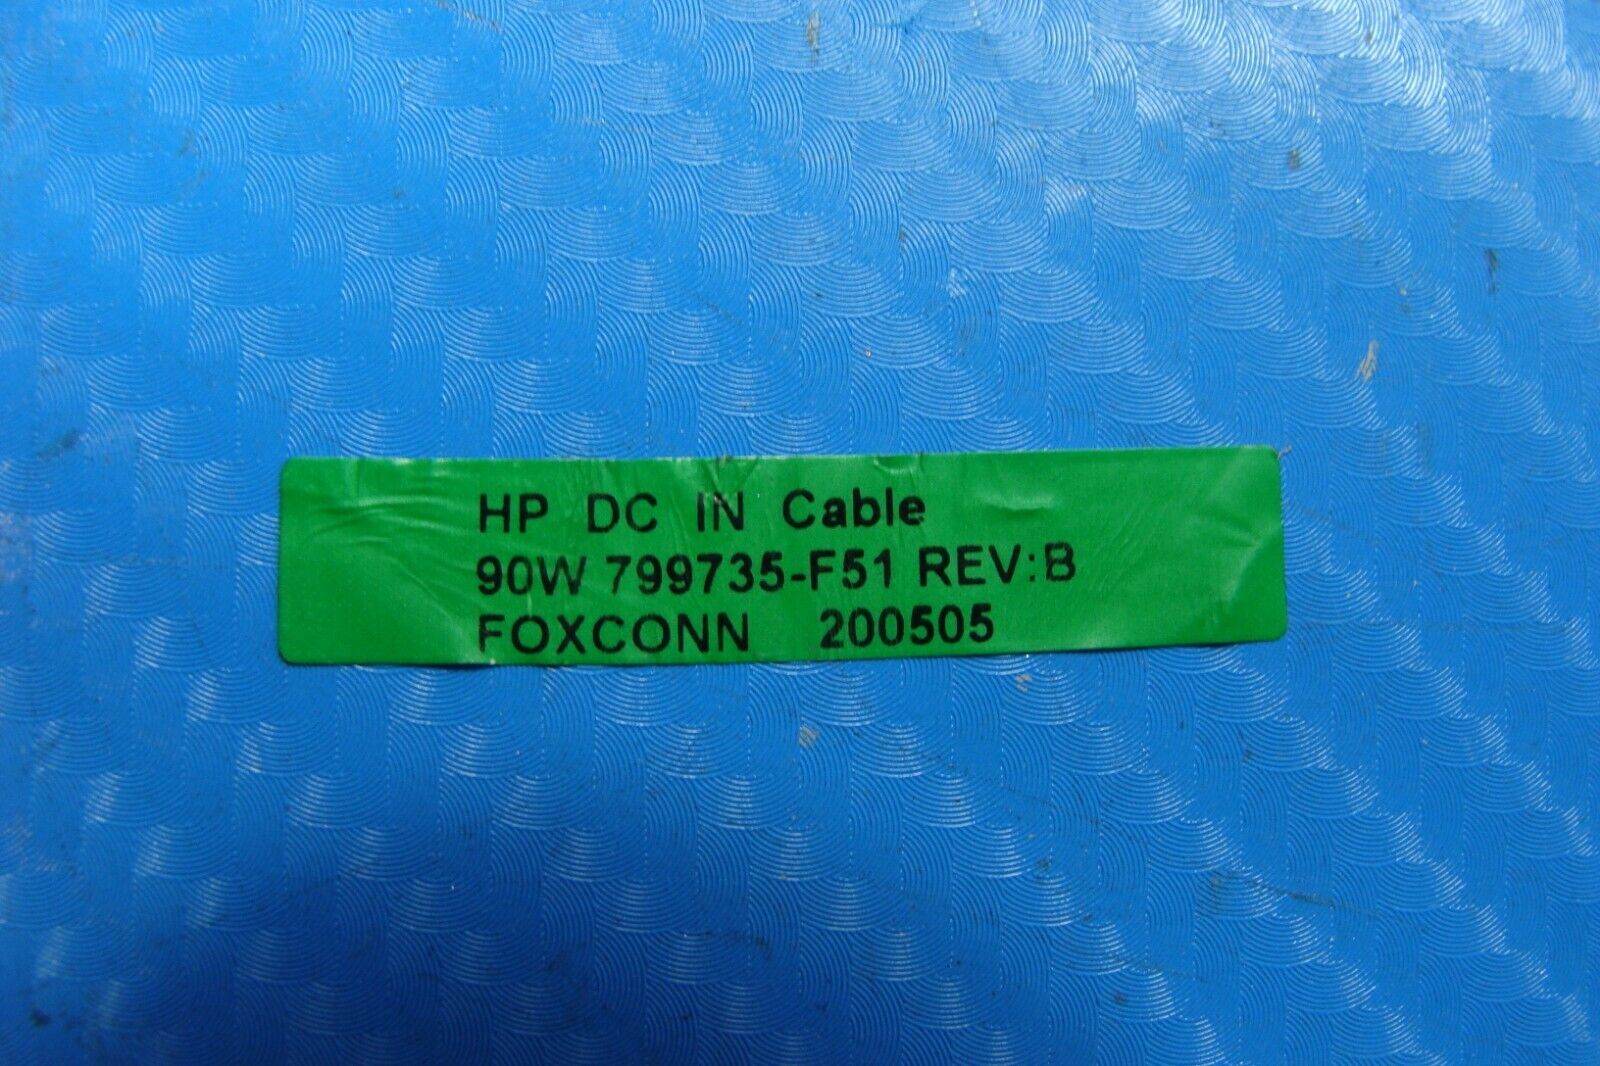 HP DC IN Cable
90W 799735-F51 REV:B
FOXCONN 200505